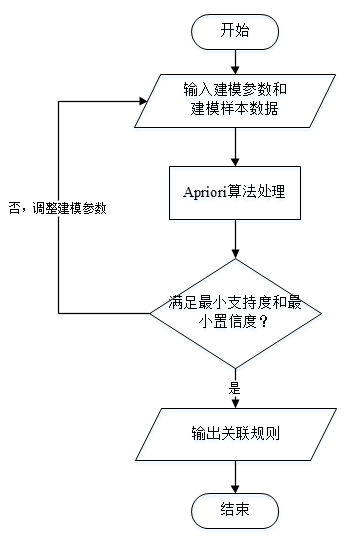 开始
输入建模参数和
建模样本数据
Apriori算法处理
否，调整建模参数
满足最小支持度和最
小置信度？
是
输出关联规则
结束